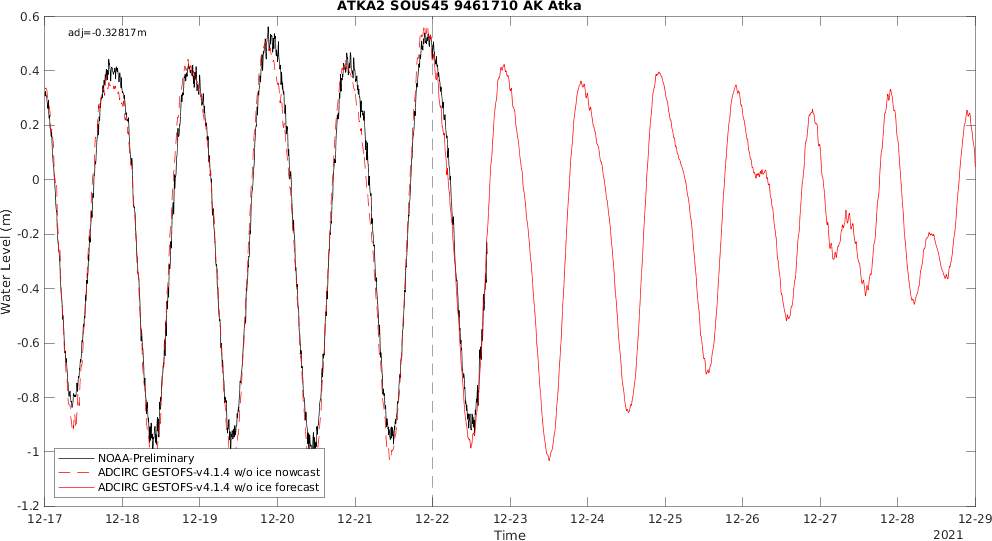 ATKA2 SOUS45 9461710 AK Atka
adj=-0.32817m
0.6
0.4
0.2
0
-0.2
-0.4
-0.6
-0.8
-1
-1.2
Water Level (m)
NOAA-Preliminary
ADCIRC GESTOFS-v4.1.4 w/o ice nowcast
ADCIRC GESTOFS-v4.1.4 w/o ice forecast
12-17 12-18 12-19 12-20 12-21 12-22 12-23 12-24 12-25 12-26 12-27 12-28 12-29
Time
2021